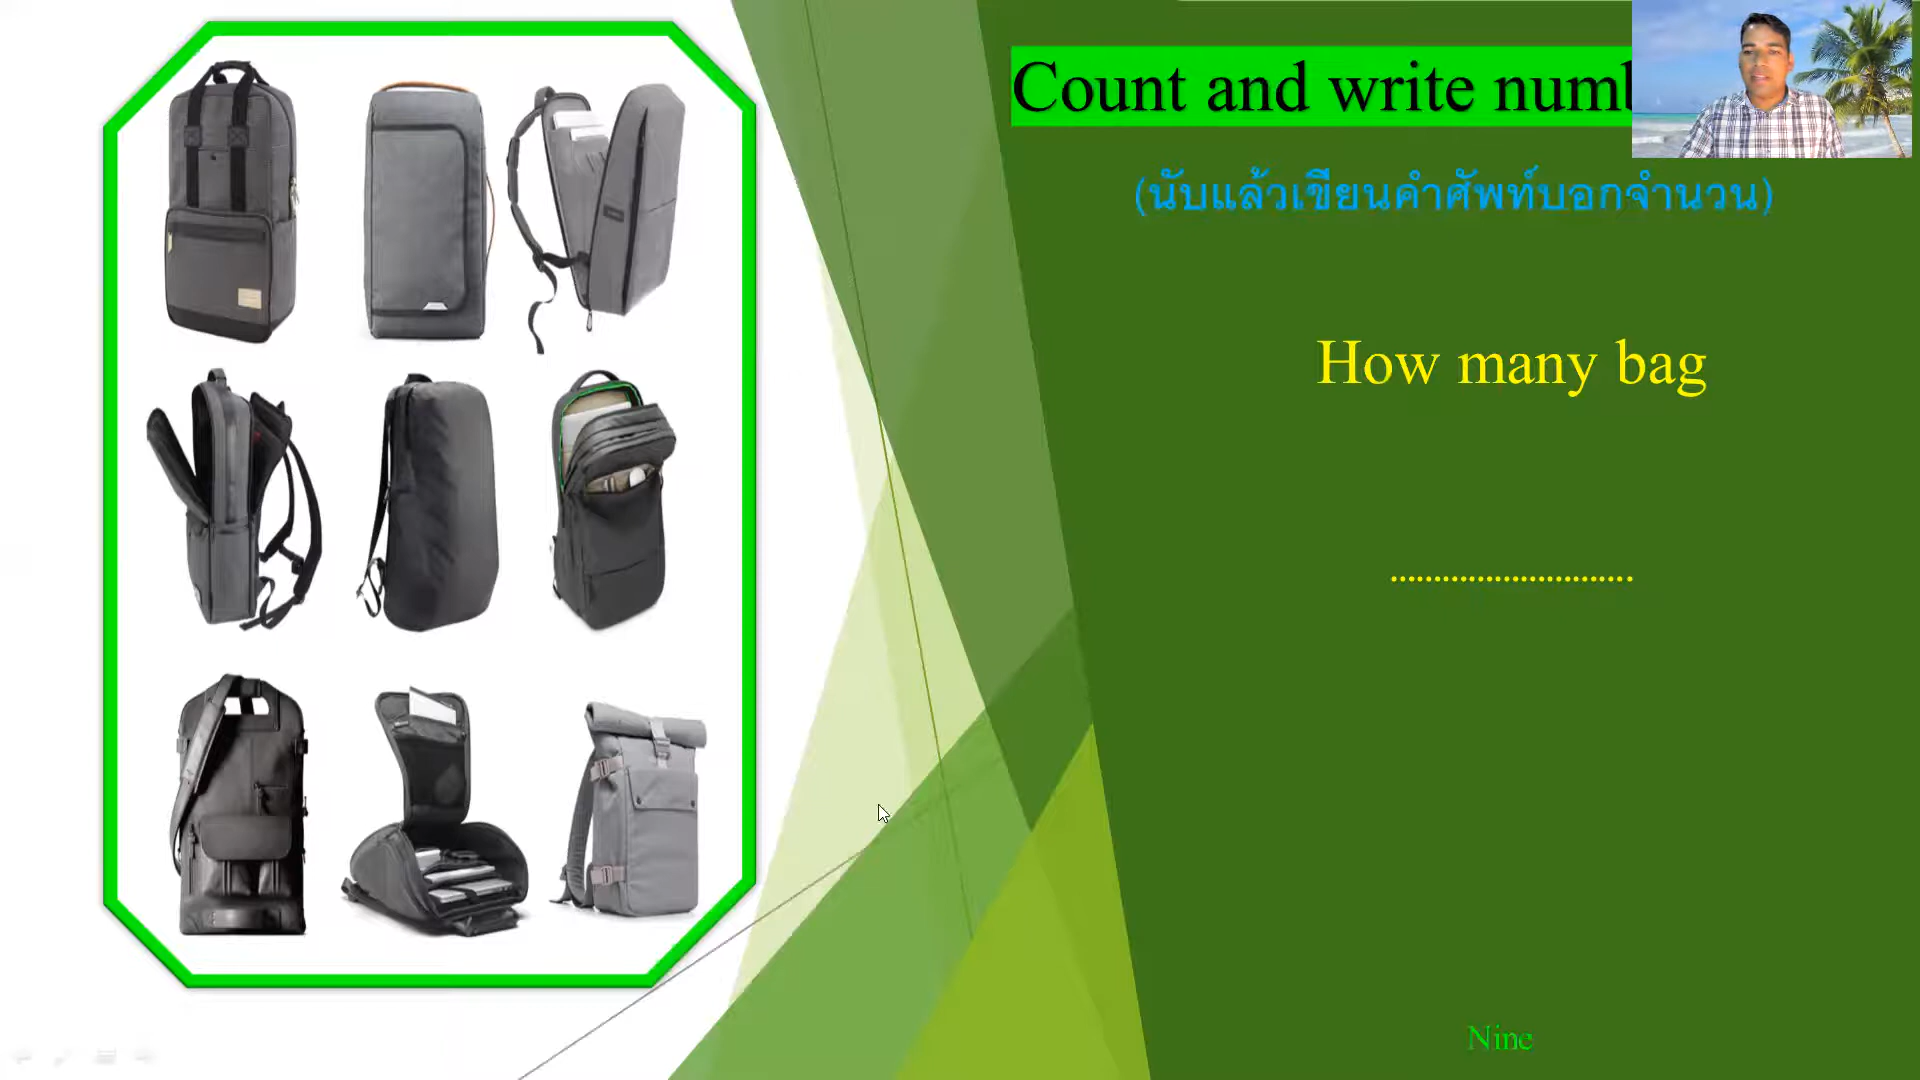 Count and write num
(นับแล้วเขียนคำศัพท์บอกจำนวน)
How many bag
............................
Nine